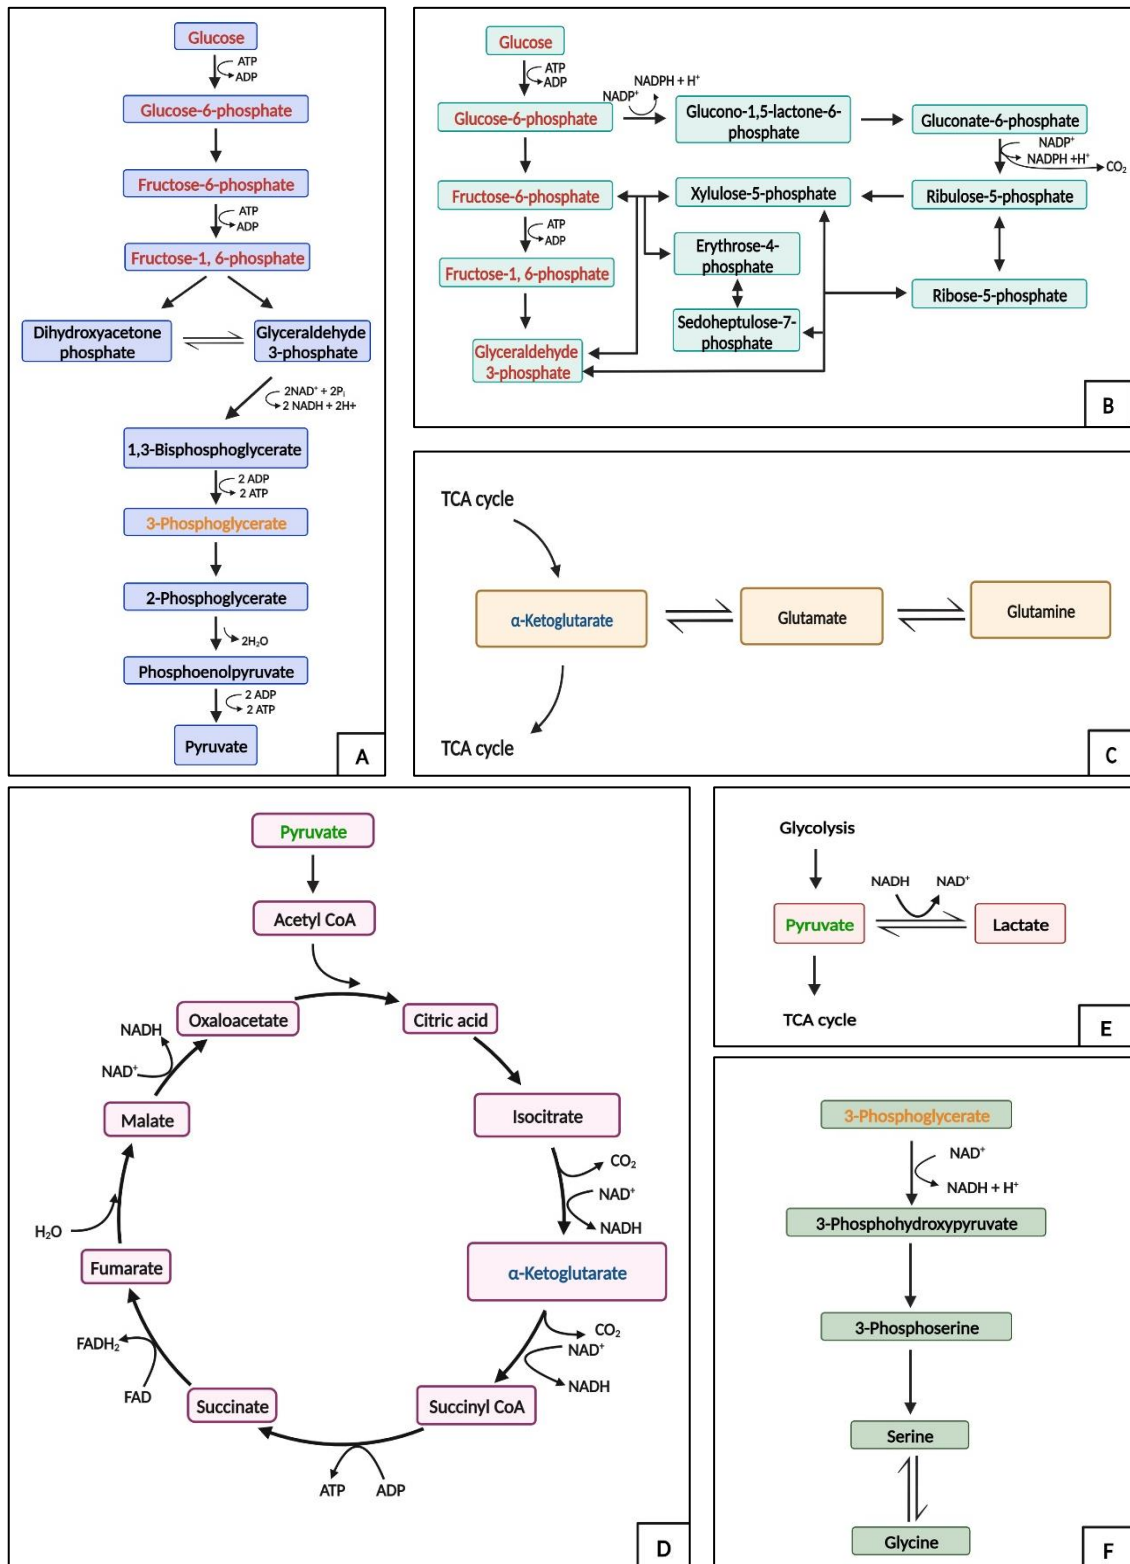 Glucose
ATP
ADP
Glucose-6-phosphate
Fructose-6-phosphate
ATP
ADP
Fructose-1, 6-phosphate
Dihydroxyacetone
phosphate
Glyceraldehyde
3-phosphate
2NAD⁺ + 2Pᵢ
2 NADH + 2H+
1,3-Bisphosphoglycerate
2 ADP
2 ATP
3-Phosphoglycerate
2-Phosphoglycerate
2H₂O
Phosphoenolpyruvate
2 ADP
2 ATP
Pyruvate
A
Glucose
ATP
ADP
NADPH + H⁺
NADP⁺
Glucose-6-phosphate
Glucono-1,5-lactone-6-
phosphate
Gluconate-6-phosphate
NADP⁺
NADPH +H⁺
CO₂
Fructose-6-phosphate
Xylulose-5-phosphate
Ribulose-5-phosphate
ATP
ADP
Erythrose-4-
phosphate
Fructose-1, 6-phosphate
Ribose-5-phosphate
Sedoheptulose-7-
phosphate
Glyceraldehyde
3-phosphate
B
TCA cycle
α-Ketoglutarate
Glutamate
Glutamine
TCA cycle
C
Pyruvate
Acetyl CoA
Oxaloacetate
Citric acid
NADH
NAD⁺
Malate
Isocitrate
CO₂
NAD⁺
NADH
H₂O
Fumarate
α-Ketoglutarate
CO₂
NAD⁺
NADH
FADH₂
FAD
Succinate
Succinyl CoA
ATP
ADP
D
Glycolysis
NADH
NAD⁺
Pyruvate
Lactate
TCA cycle
E
3-Phosphoglycerate
NAD⁺
NADH + H⁺
3-Phosphohydroxypyruvate
3-Phosphoserine
Serine
Glycine
F